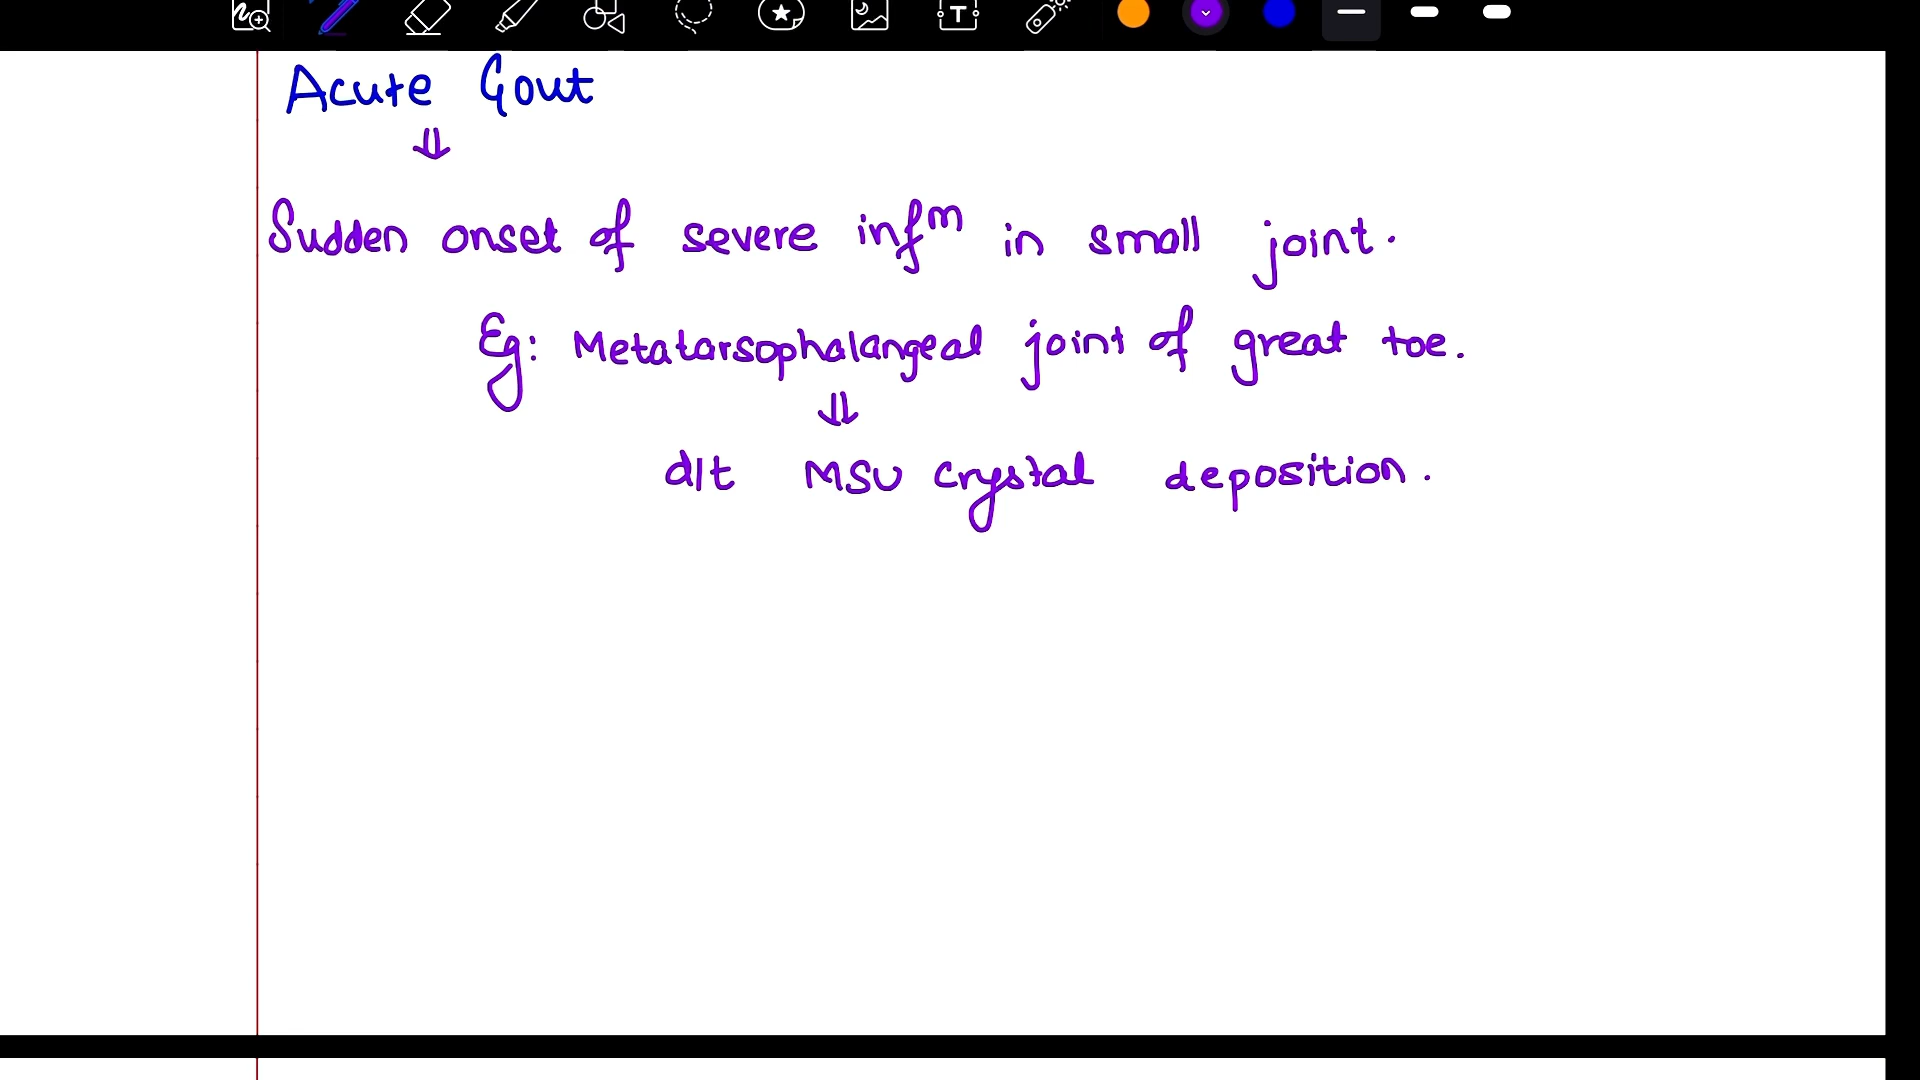 Acute Gout
⇓
Sudden onset of severe infᵐ in small joint.
Eg: Metatarsophalangeal joint of great toe.
⇓
d/t MSU crystal deposition.